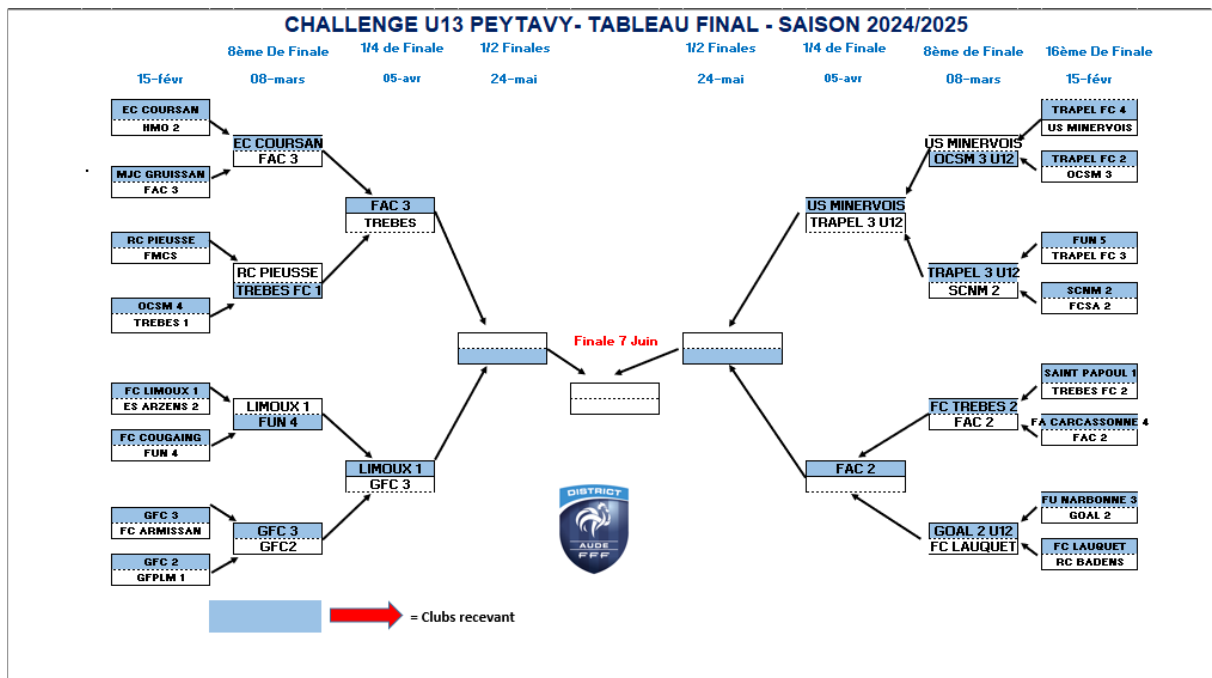 CHALLENGE U13 PEYTAVY- TABLEAU FINAL - SAISON 2024/2025
8ème De Finale
1/4 de Finale
1/2 Finales
1/2 Finales
1/4 de Finale
8ème de Finale
16ème De Finale
15-févr
08-mars
05-avr
24-mai
24-mai
05-avr
08-mars
15-févr
EC COURSAN
HMO 2
MJC GRUISSAN
FAC 3
RC PIEUSSE
FMCS
OCSM 4
TREBES 1
FC LIMOUX 1
ES ARZENS 2
FC COUGAING
FUN 4
GFC 3
FC ARMISSAN
GFC 2
GFPLM 1
EC COURSAN
FAC 3
RC PIEUSSE
TREBES FC 1
LIMOUX 1
FUN 4
GFC 3
GFC2
FAC 3
TREBES
LIMOUX 1
GFC 3
Finale 7 Juin
US MINERVOIS
TRAPEL 3 U12
FAC 2
US MINERVOIS
OCSM 3 U12
TRAPEL 3 U12
SCNM 2
FC TREBES 2
FAC 2
GOAL 2 U12
FC LAUQUET
TRAPEL FC 4
US MINERVOIS
TRAPEL FC 2
OCSM 3
FUN 5
TRAPEL FC 3
SCNM 2
FCSA 2
SAINT PAPOUL 1
TREBES FC 2
FA CARCASSONNE 4
FAC 2
FU NARBONNE 3
GOAL 2
FC LAUQUET
RC BADENS
DISTRICT
AUDE
FFF
= Clubs recevant